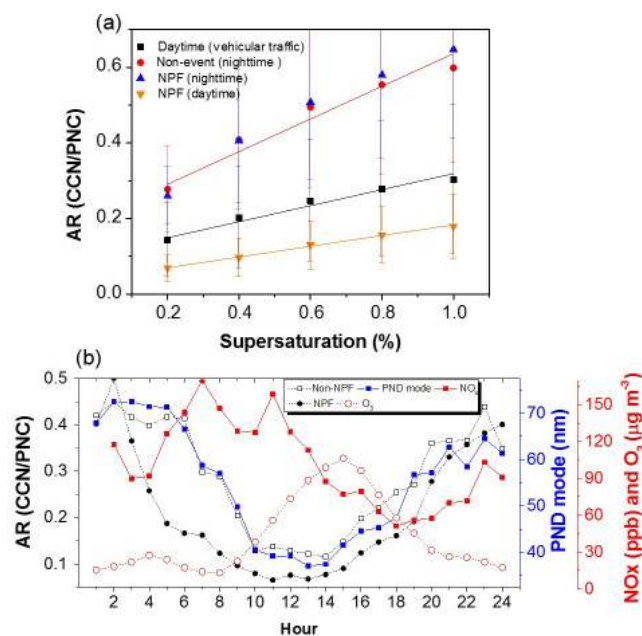 (a)
Daytime (vehicular traffic)
Non-event (nighttime )
NPF (nighttime)
NPF (daytime)
0.6
0.4
0.2
0.0
AR (CCN/PNC)
0.2 0.4 0.6 0.8 1.0
Supersaturation (%)
(b)
Non-NPF PND mode NOx
NPF O3
0.5
0.4
0.3
0.2
0.1
AR (CCN/PNC)
70
60
50
40
PND mode (nm)
150
120
90
60
30
0
NOx (ppb) and O3 (µg m-3)
2 4 6 8 10 12 14 16 18 20 22 24
Hour